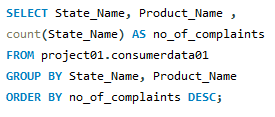 SELECT State_Name, Product_Name ,
count(State_Name) AS no_of_complaints
FROM project01.consumerdata01
GROUP BY State_Name, Product_Name
ORDER BY no_of_complaints DESC;